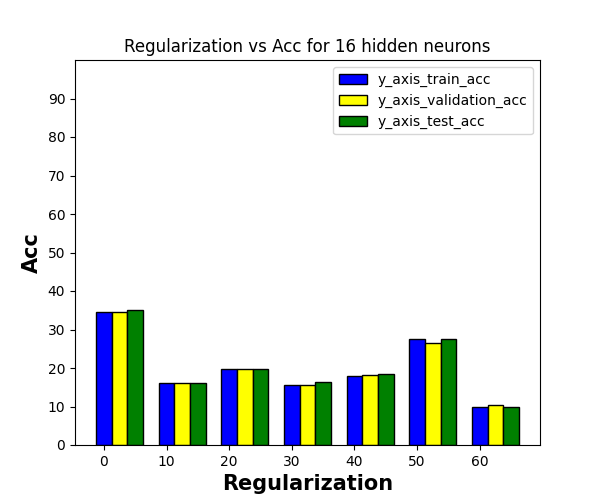 Regularization vs Acc for 16 hidden neurons
y_axis_train_acc
y_axis_validation_acc
y_axis_test_acc
90
80
70
60
50
40
30
20
10
0
Acc
0 10 20 30 40 50 60
Regularization